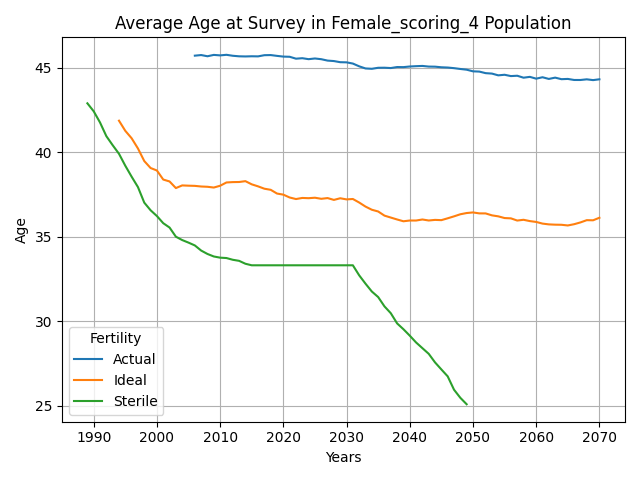 Average Age at Survey in Female_scoring_4 Population
Age
45
40
35
30
25
Fertility
Actual
Ideal
Sterile
1990 2000 2010 2020 2030 2040 2050 2060 2070
Years